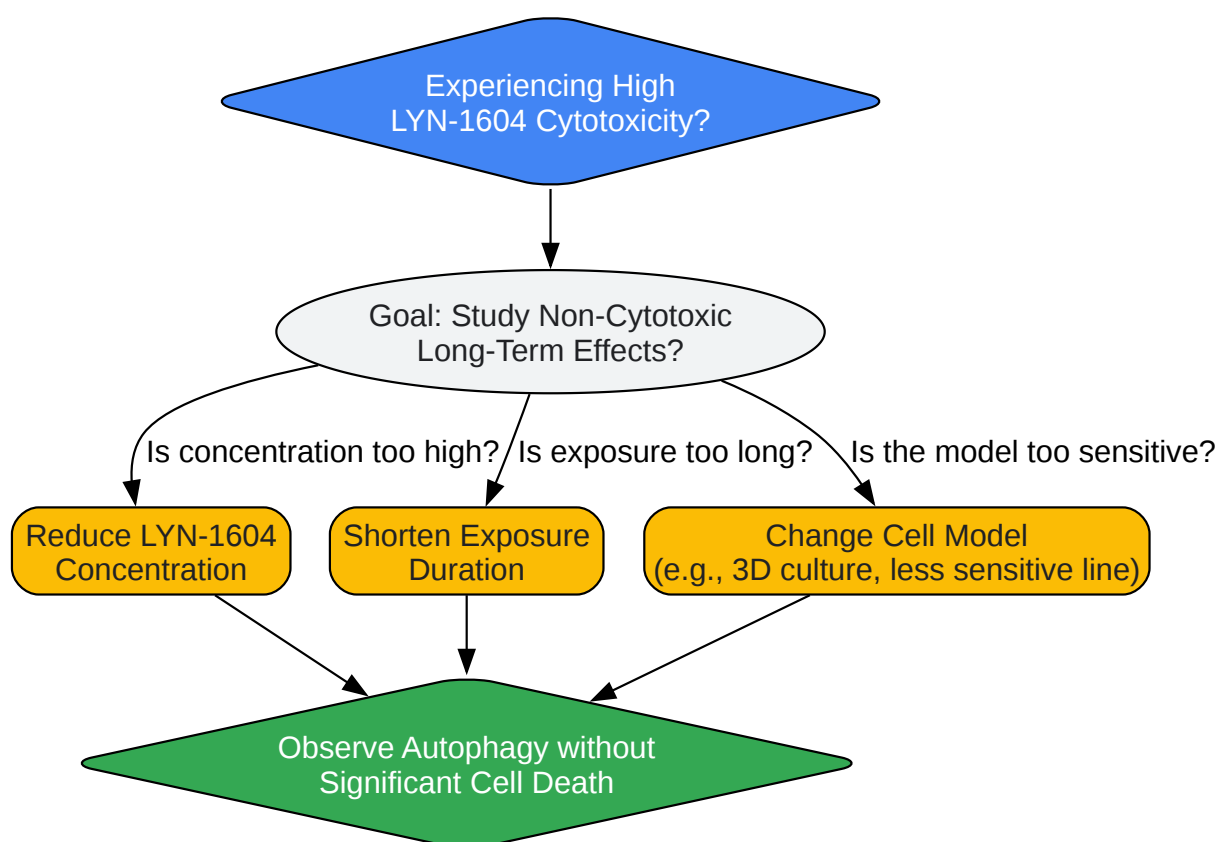 Experiencing High
LYN-1604 Cytotoxicity?
Goal: Study Non-Cytotoxic
Long-Term Effects?
Is concentration too high?
Is exposure too long?
Is the model too sensitive?
Reduce LYN-1604
Concentration
Shorten Exposure
Duration
Change Cell Model
(e.g., 3D culture, less sensitive line)
Observe Autophagy without
Significant Cell Death